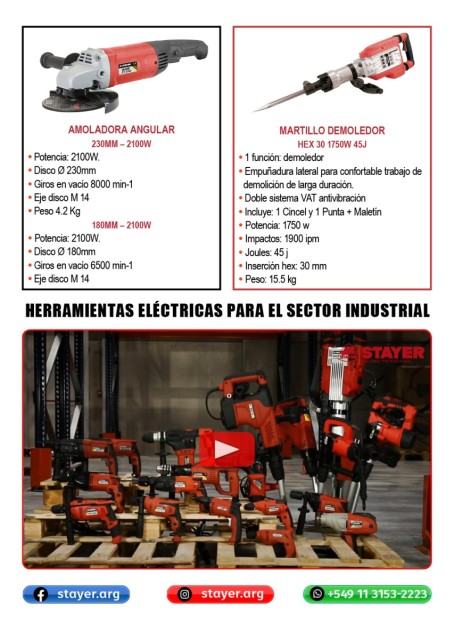 AMOLADORA ANGULAR
230MM – 2100W
• Potencia: 2100W.
• Disco Ø 230mm
• Giros en vacio 8000 min-1
• Eje disco M 14
• Peso 4.2 Kg
180MM – 2100W
• Potencia: 2100W.
• Disco Ø 180mm
• Giros en vacio 6500 min-1
• Eje disco M 14
MARTILLO DEMOLEDOR
HEX 30 1750W 45J
• 1 función: demoledor
• Empuñadura lateral para confortable trabajo de
demolición de larga duración.
• Doble sistema VAT antivibración
• Incluye: 1 Cincel y 1 Punta + Maletín
• Potencia: 1750 w
• Impactos: 1900 ipm
• Joules: 45 j
• Inserción hex: 30 mm
• Peso: 15.5 kg
HERRAMIENTAS ELÉCTRICAS PARA EL SECTOR INDUSTRIAL
STAYER
stayer.arg
stayer.arg
+549 11 3153-2223